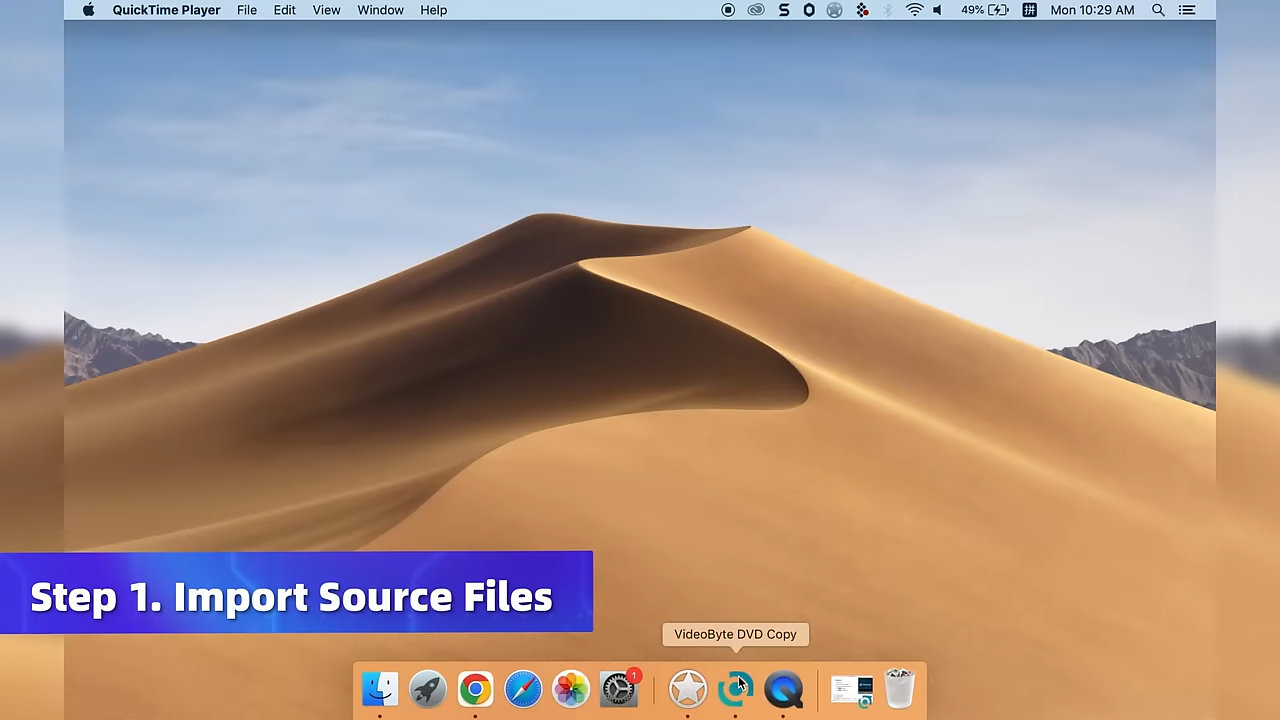 QuickTime Player File Edit View Window Help 49% Mon 10:29 AM
Step 1. Import Source Files
VideoByte DVD Copy
1